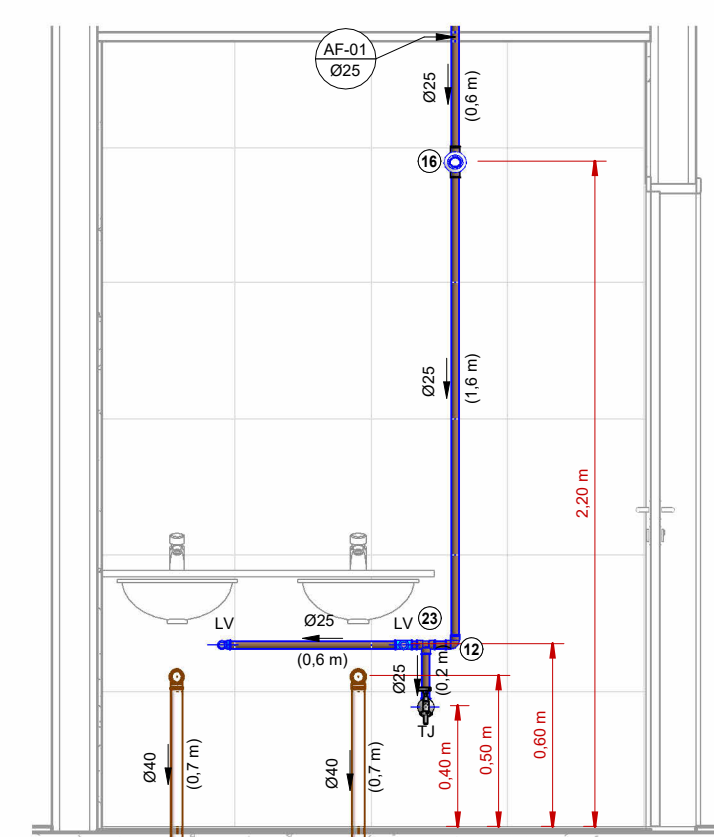 AF-01
Ø25
Ø25
(0,6 m)
16
Ø25
(1,6 m)
2,20 m
LV
Ø25
LV
23
(0,6 m)
12
Ø25
(0,2 m)
TJ
Ø40
(0,7 m)
Ø40
(0,7 m)
0,40 m
0,50 m
0,60 m